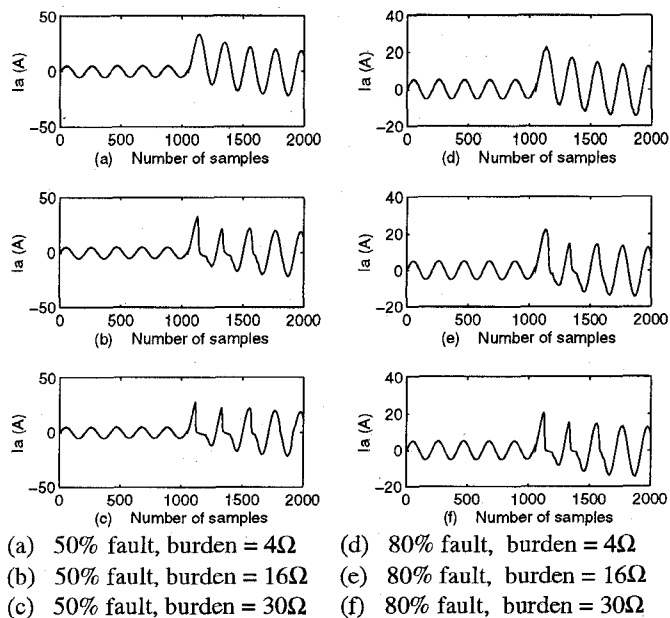 50
0
−50
Ia (A)
0 500 1000 1500 2000
(a) Number of samples
40
20
0
−20
Ia (A)
0 500 1000 1500 2000
(d) Number of samples
50
0
−50
Ia (A)
0 500 1000 1500 2000
(b) Number of samples
40
20
0
−20
Ia (A)
0 500 1000 1500 2000
(e) Number of samples
50
0
−50
Ia (A)
0 500 1000 1500 2000
(c) Number of samples
40
20
0
−20
Ia (A)
0 500 1000 1500 2000
(f) Number of samples
(a) 50% fault, burden = 4Ω
(b) 50% fault, burden = 16Ω
(c) 50% fault, burden = 30Ω
(d) 80% fault, burden = 4Ω
(e) 80% fault, burden = 16Ω
(f) 80% fault, burden = 30Ω